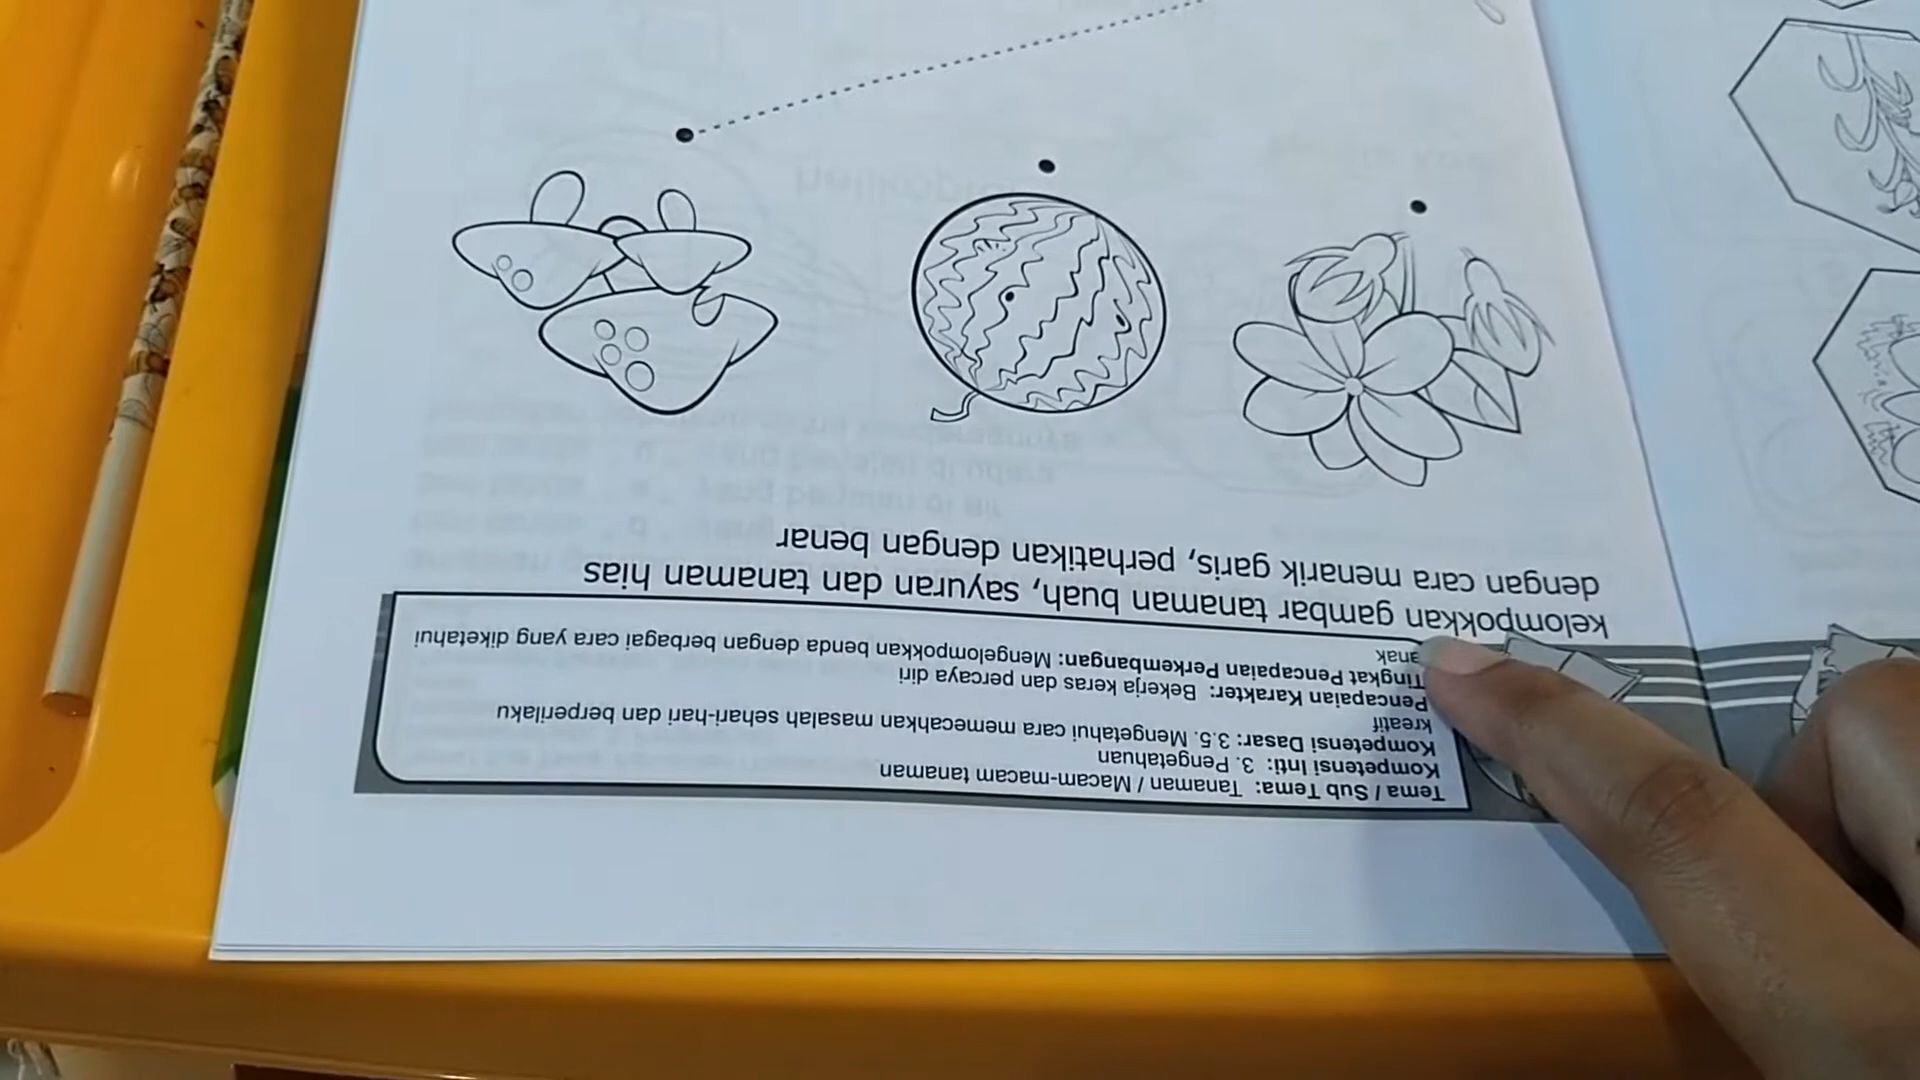 Tema / Sub Tema: Tanaman / Macam-macam tanaman
Kompetensi Inti: 3. Pengetahuan
Kompetensi Dasar: 3.5. Mengetahui cara memecahkan masalah sehari-hari dan berperilaku
kreatif
Pencapaian Karakter: Bekerja keras dan percaya diri
Tingkat Pencapaian Perkembangan: Mengelompokkan benda dengan berbagai cara yang diketahui
anak
kelompokkan gambar tanaman buah, sayuran dan tanaman hias
dengan cara menarik garis, perhatikan dengan benar